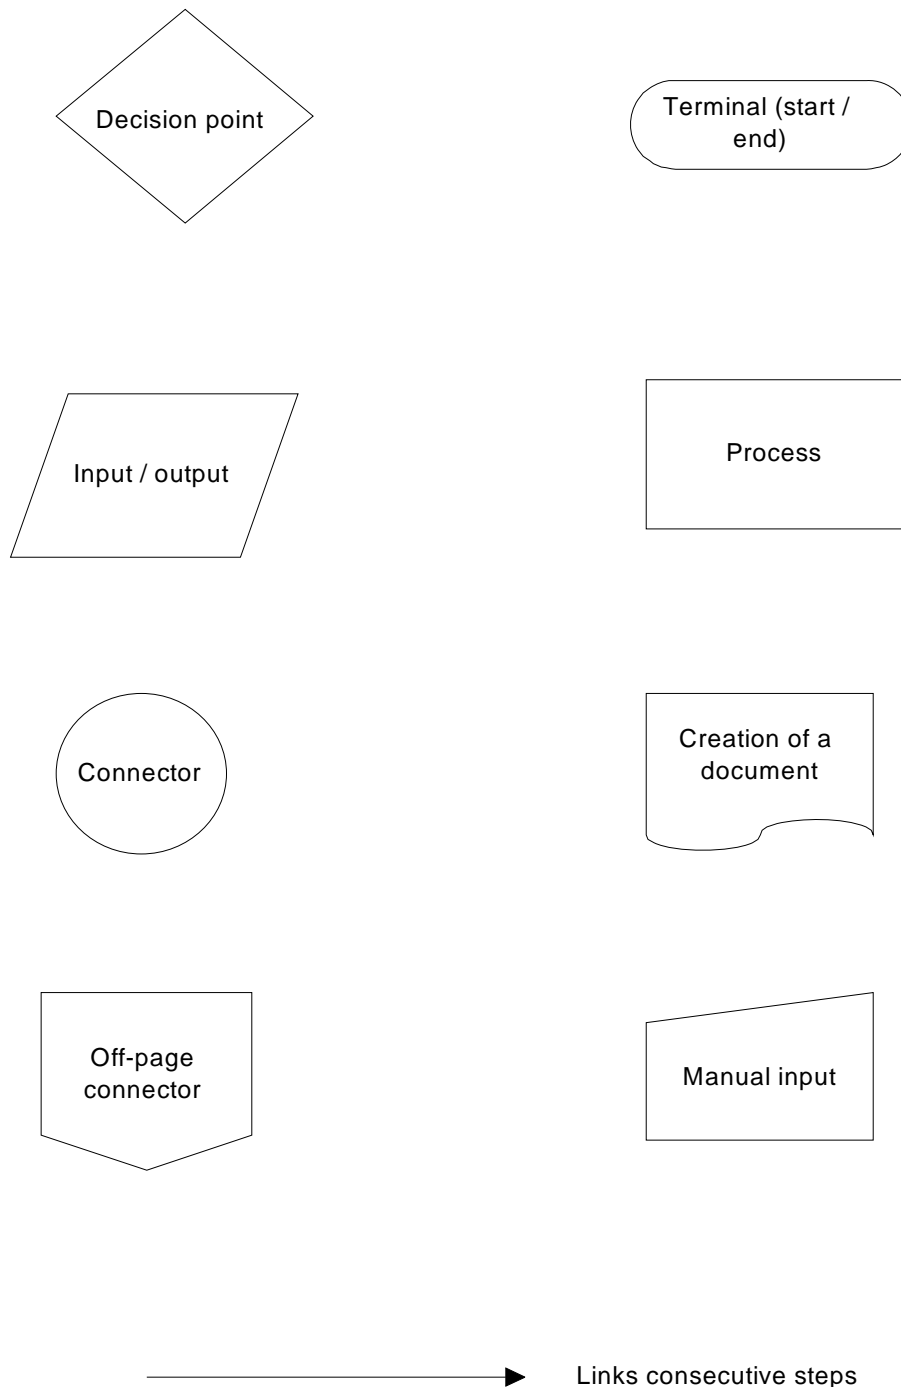 Decision point
Terminal (start /
end)
Input / output
Process
Connector
Creation of a
document
Off-page
connector
Manual input
Links consecutive steps